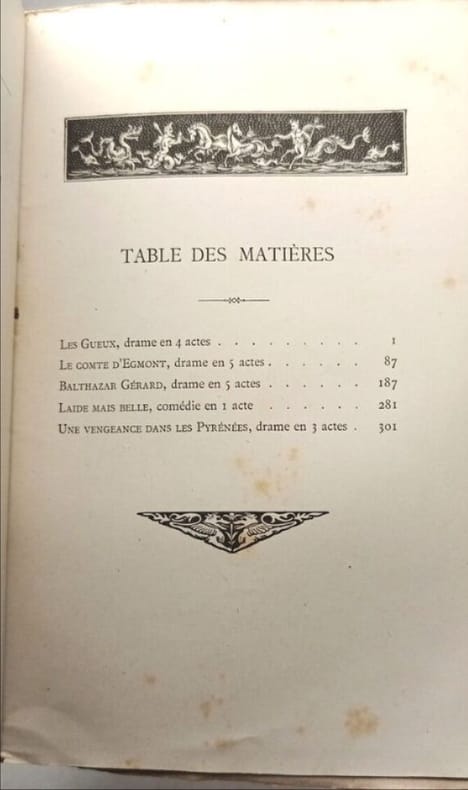 TABLE DES MATIÈRES
LES GUEUX, drame en 4 actes . . . . . . . . . 1
LE COMTE D'EGMONT, drame en 5 actes . . . . . . 87
BALTHAZAR GÉRARD, drame en 5 actes . . . . . . 187
LAIDE MAIS BELLE, comédie en 1 acte . . . . . . 281
UNE VENGEANCE DANS LES PYRÉNÉES, drame en 3 actes . 301